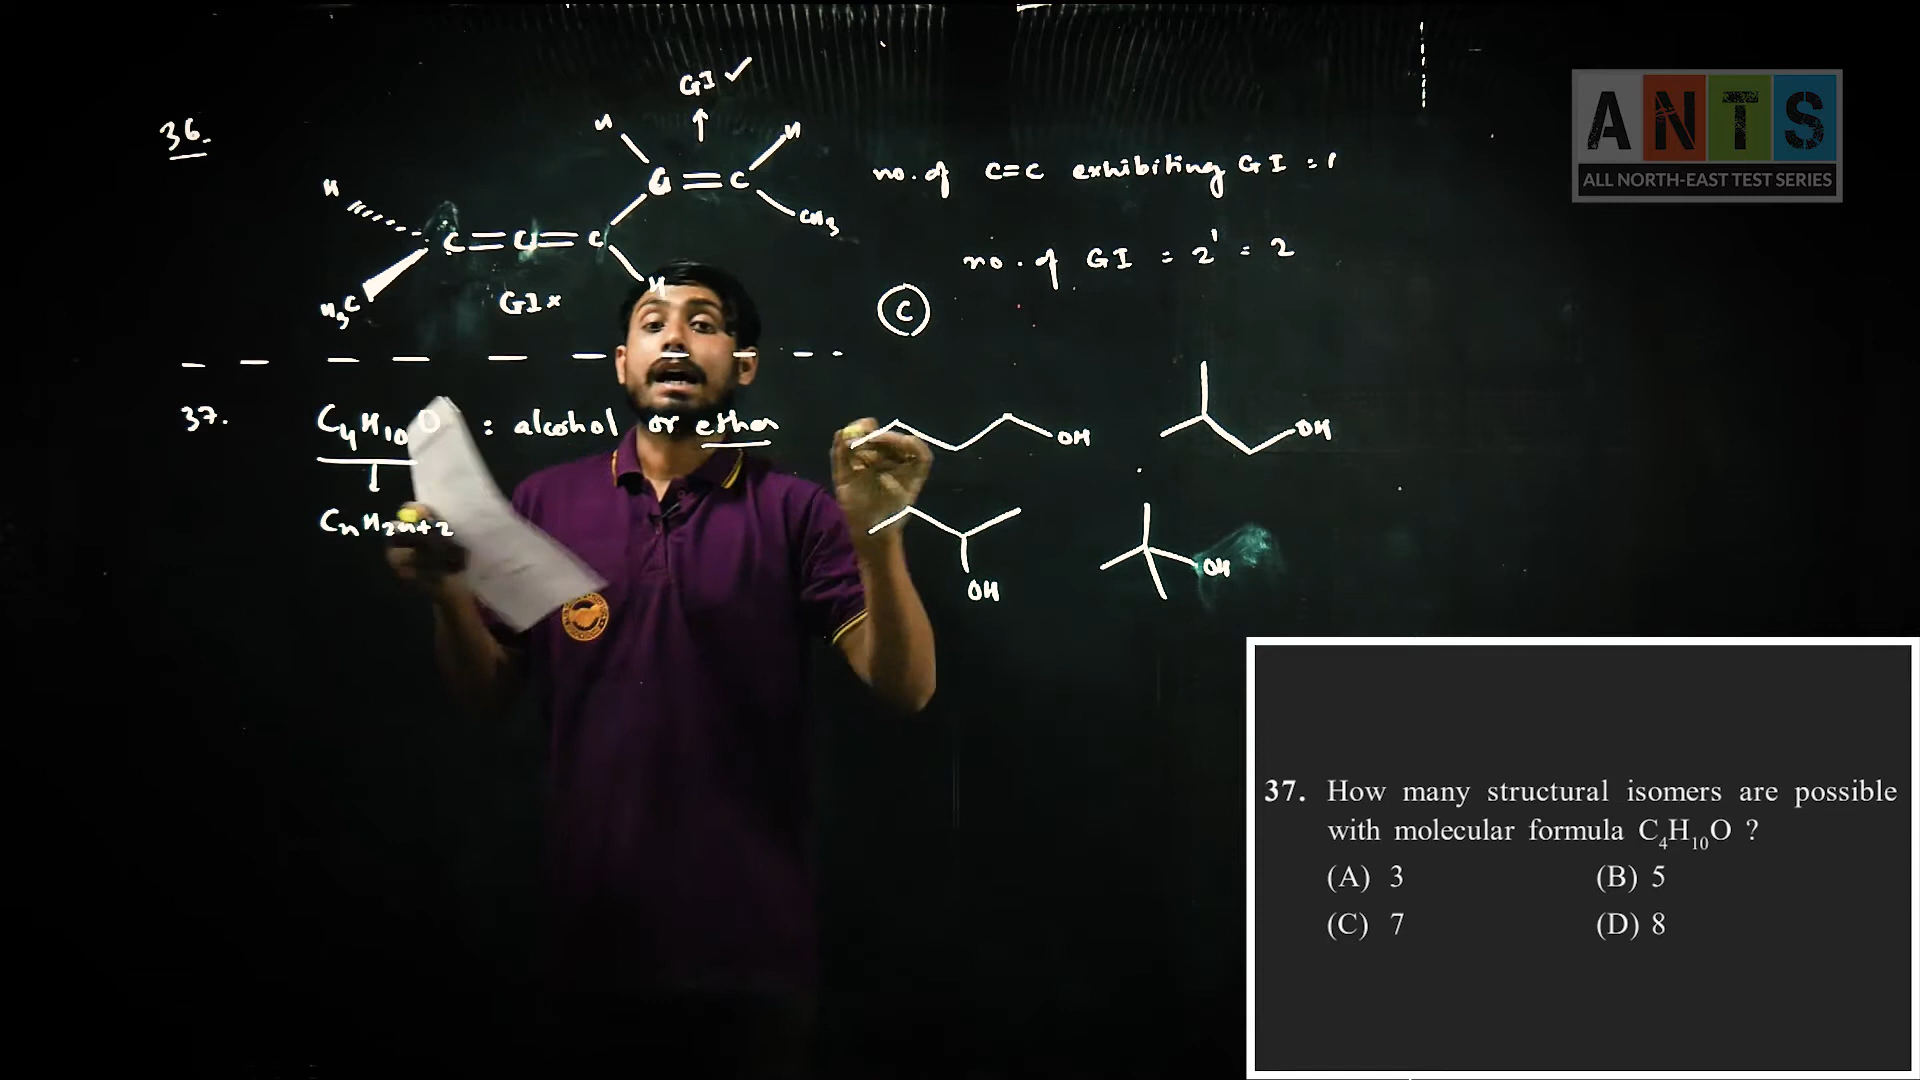 36.
GI ✓
↑
H
H
H
C = C
CH3
C = C = C
H
H3C
GI ×
no. of C=C exhibiting GI = 1
no. of GI = 2¹ = 2
C
37.
C4H10O : alcohol or ether
CnH2n+2
OH
OH
OH
OH
ANTS
ALL NORTH-EAST TEST SERIES
37. How many structural isomers are possible
with molecular formula C₄H₁₀O ?
(A) 3 (B) 5
(C) 7 (D) 8